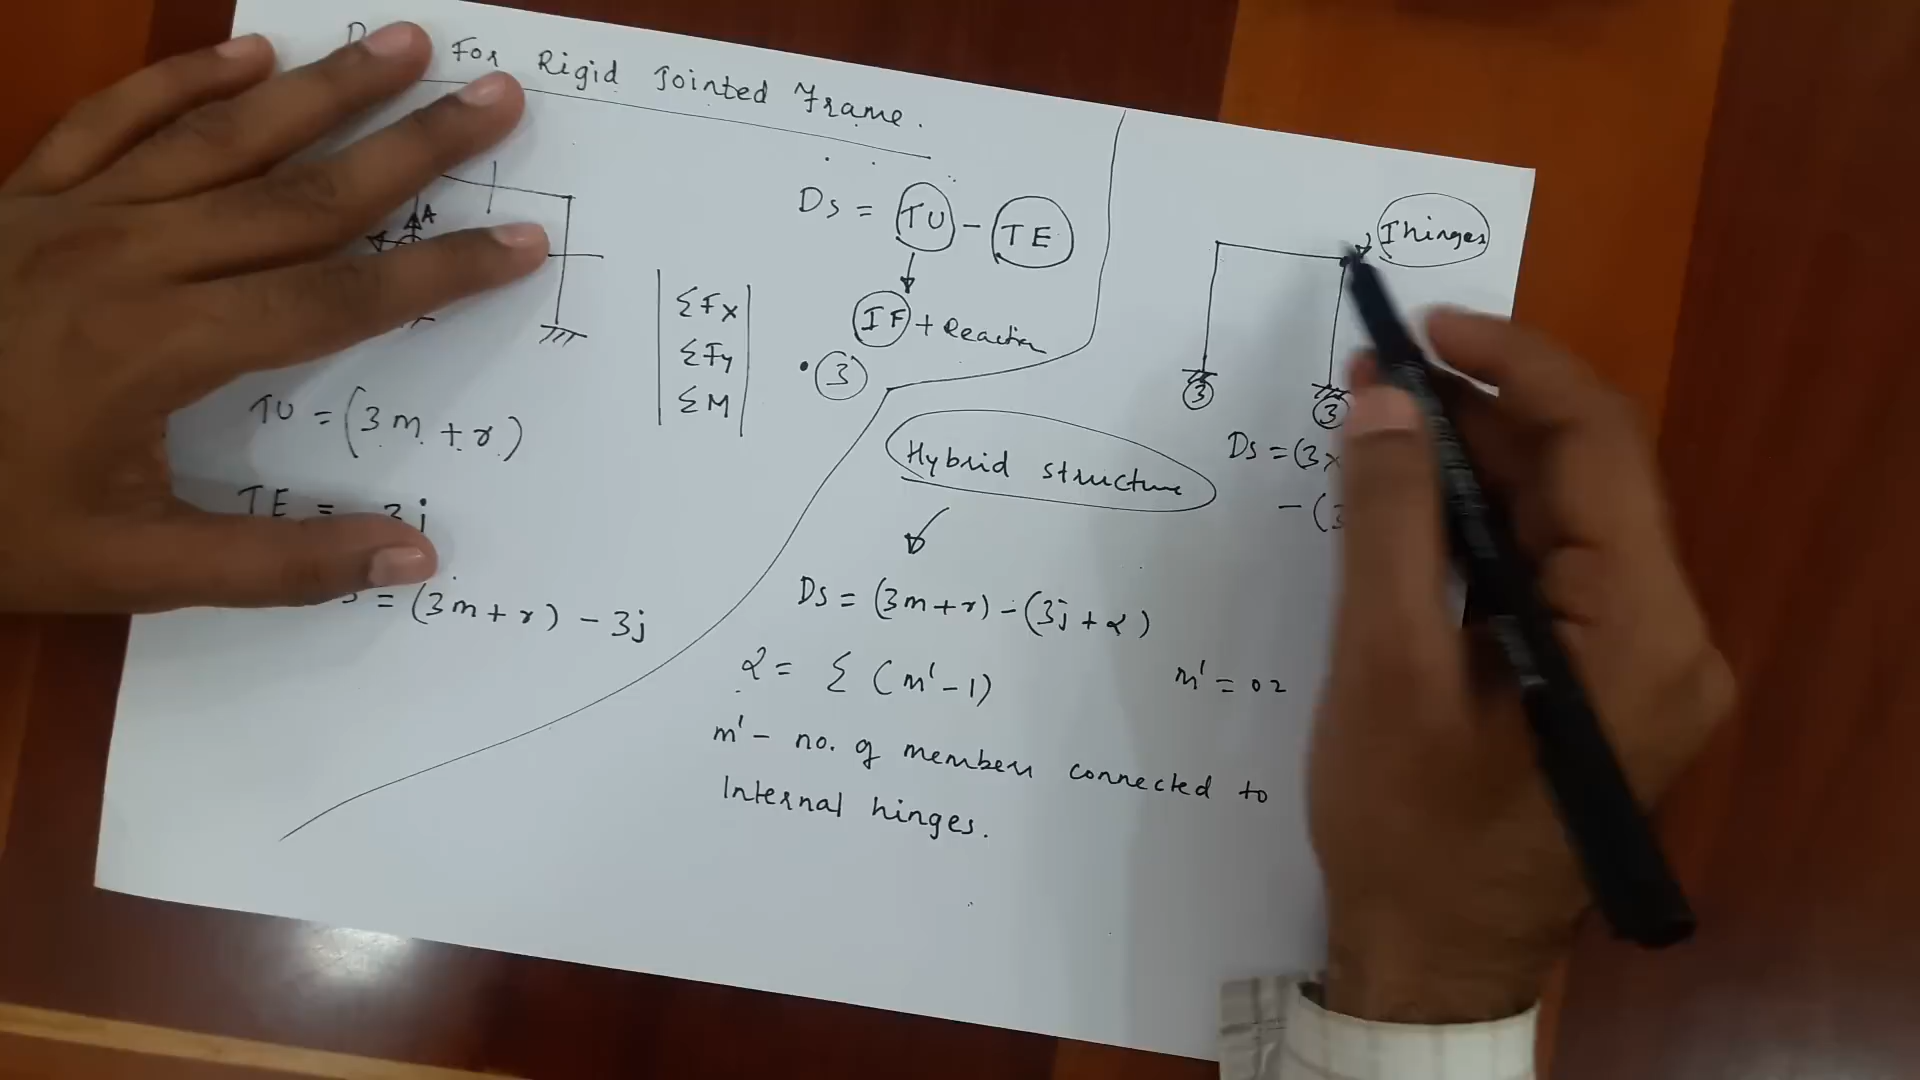 For Rigid Jointed Frame.
A
TU = (3m + r)
TE = 3j
= (3m + r) - 3j
ΣFx
ΣFy
ΣM
Ds = TU - TE
IF + Reaction
3
Hybrid structure
Ds = (3m + r) - (3j + α)
α = Σ (m' - 1)
m' = 02
m' - no. of members connected to
Internal hinges.
I hinges
3
3
Ds = (3×
- (3